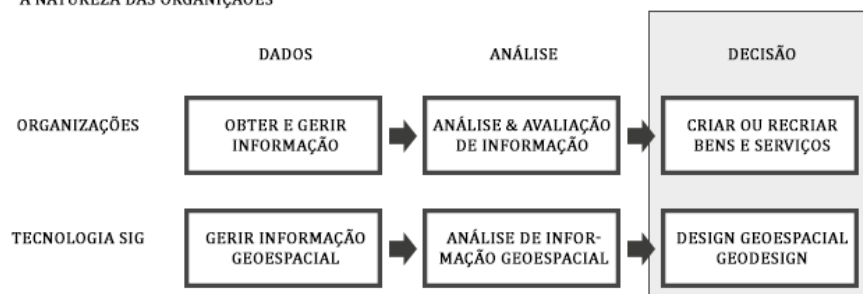 A NATUREZA DAS ORGANIÇÃOES
DADOS ANÁLISE DECISÃO
ORGANIZAÇÕES
OBTER E GERIR
INFORMAÇÃO
ANÁLISE & AVALIAÇÃO
DE INFORMAÇÃO
CRIAR OU RECRIAR
BENS E SERVIÇOS
TECNOLOGIA SIG
GERIR INFORMAÇÃO
GEOESPACIAL
ANÁLISE DE INFOR-
MAÇÃO GEOESPACIAL
DESIGN GEOESPACIAL
GEODESIGN